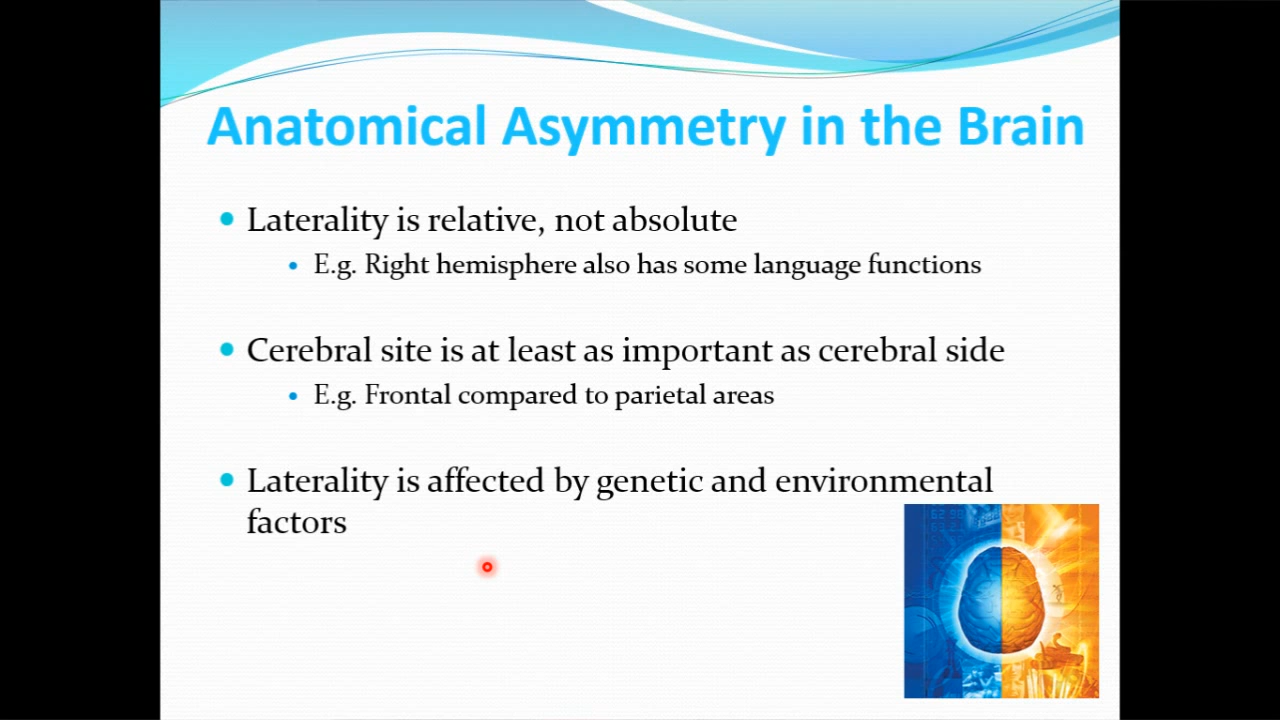 Anatomical Asymmetry in the Brain
• Laterality is relative, not absolute
• E.g. Right hemisphere also has some language functions
• Cerebral site is at least as important as cerebral side
• E.g. Frontal compared to parietal areas
• Laterality is affected by genetic and environmental
factors